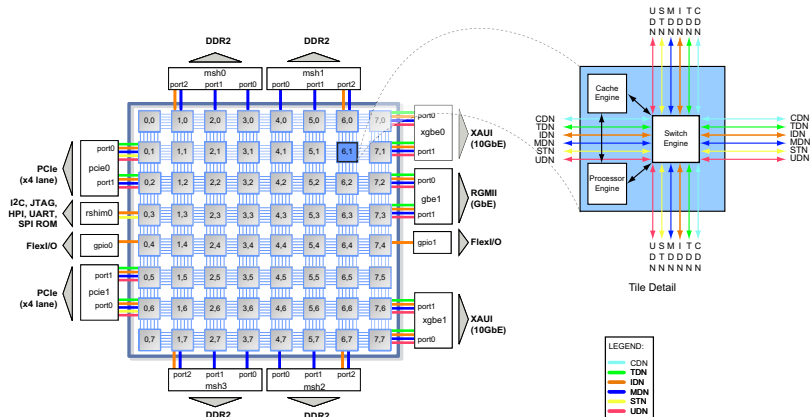 DDR2 DDR2
msh0 msh1
port2 port1 port0 port0 port1 port2
0,0 1,0 2,0 3,0 4,0 5,0 6,0 7,0
0,1 1,1 2,1 3,1 4,1 5,1 6,1 7,1
0,2 1,2 2,2 3,2 4,2 5,2 6,2 7,2
0,3 1,3 2,3 3,3 4,3 5,3 6,3 7,3
0,4 1,4 2,4 3,4 4,4 5,4 6,4 7,4
0,5 1,5 2,5 3,5 4,5 5,5 6,5 7,5
0,6 1,6 2,6 3,6 4,6 5,6 6,6 7,6
0,7 1,7 2,7 3,7 4,7 5,7 6,7 7,7
port2 port1 port0 port0 port1 port2
msh3 msh2
DDR2 DDR2
PCIe
(x4 lane)
port0
pcie0
port1
I2C, JTAG,
HPI, UART,
SPI ROM
rshim0
FlexI/O
gpio0
PCIe
(x4 lane)
port1
pcie1
port0
port0
xgbe0
port1
XAUI
(10GbE)
port0
gbe1
port1
RGMII
(GbE)
gpio1
FlexI/O
port1
xgbe1
port0
XAUI
(10GbE)
U S M I T C
D T D D D D
N N N N N N
Cache
Engine
Switch
Engine
Processor
Engine
CDN
TDN
IDN
MDN
STN
UDN
CDN
TDN
IDN
MDN
STN
UDN
U S M I T C
D T D D D D
N N N N N N
Tile Detail
LEGEND:
CDN
TDN
IDN
MDN
STN
UDN